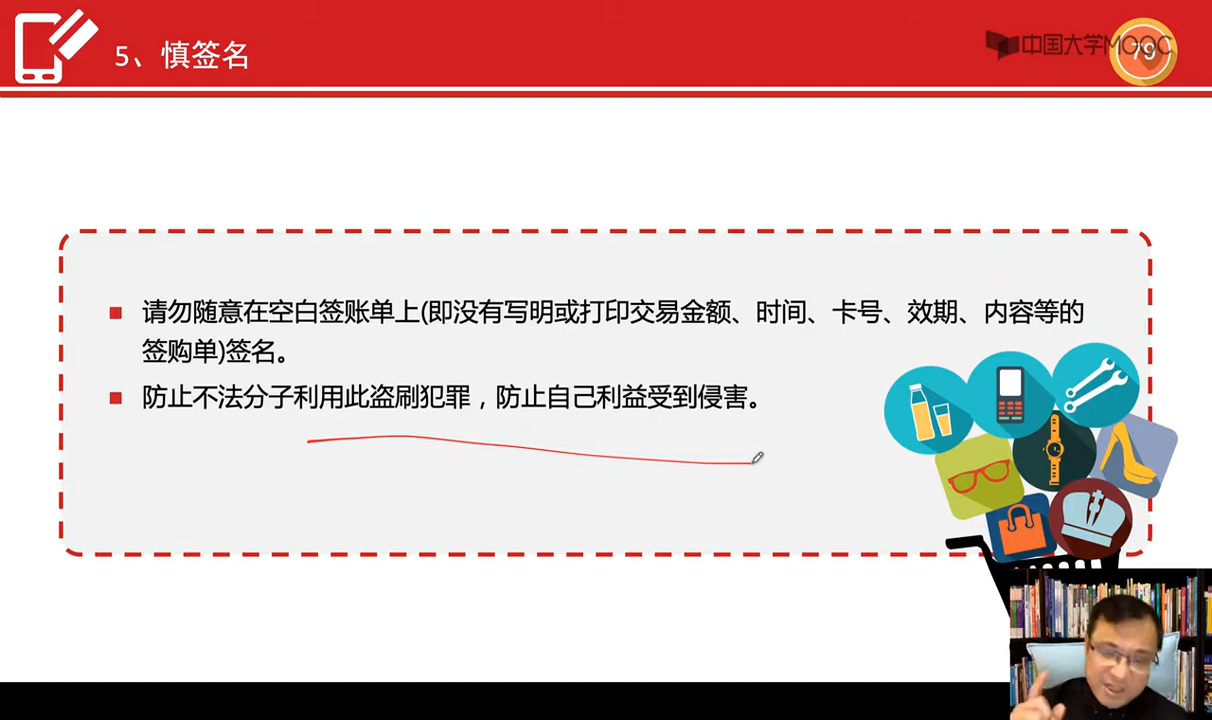 5、慎签名
中国大学MOOC
79
请勿随意在空白签账单上(即没有写明或打印交易金额、时间、卡号、效期、内容等的
签购单)签名。
防止不法分子利用此盗刷犯罪，防止自己利益受到侵害。